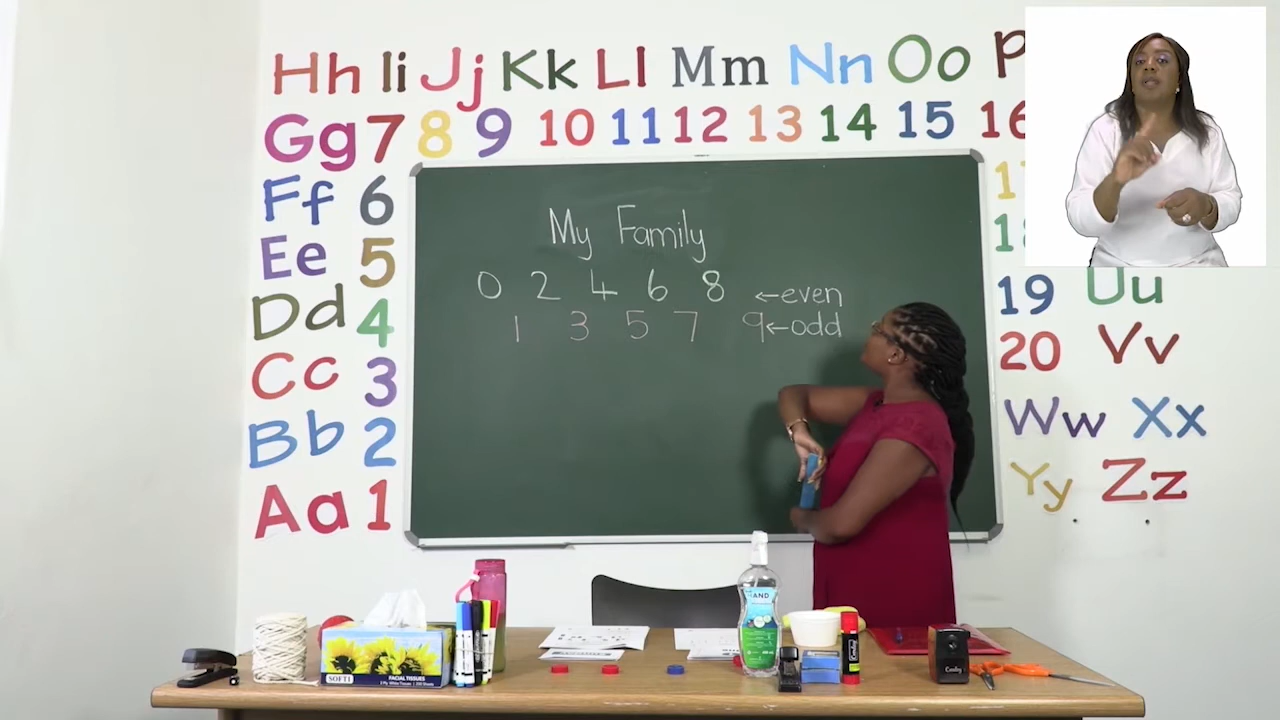 Hh Ii Jj Kk Ll Mm Nn Oo P
Gg 7 8 9 10 11 12 13 14 15 16
Ff 6
Ee 5
Dd 4
Cc 3
Bb 2
Aa 1
My Family
0 2 4 6 8 ←even
1 3 5 7 9←odd
19 Uu
20 Vv
Ww Xx
Yy Zz
SOFTI
FACIAL TISSUES